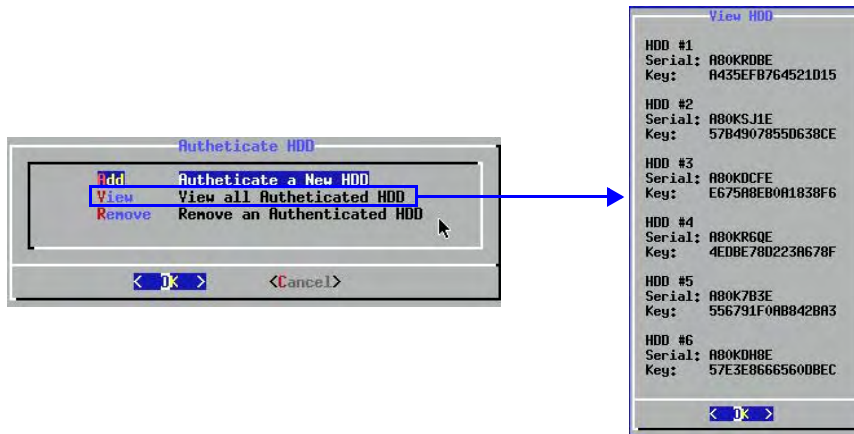 Autheticate HDD
Add Autheticate a New HDD
View View all Autheticated HDD
Remove Remove an Authenticated HDD
< OK > <Cancel>
View HDD
HDD #1
Serial: A80KRDBE
Key: A435EFB764521D15
HDD #2
Serial: A80KSJ1E
Key: 57B4907855D638CE
HDD #3
Serial: A80KDCFE
Key: E675A8EB0A1838F6
HDD #4
Serial: A80KR6QE
Key: 4EDBE78D223A678F
HDD #5
Serial: A80K7B3E
Key: 556791F0AB842BA3
HDD #6
Serial: A80KDH8E
Key: 57E3E8666560DBEC
< OK >